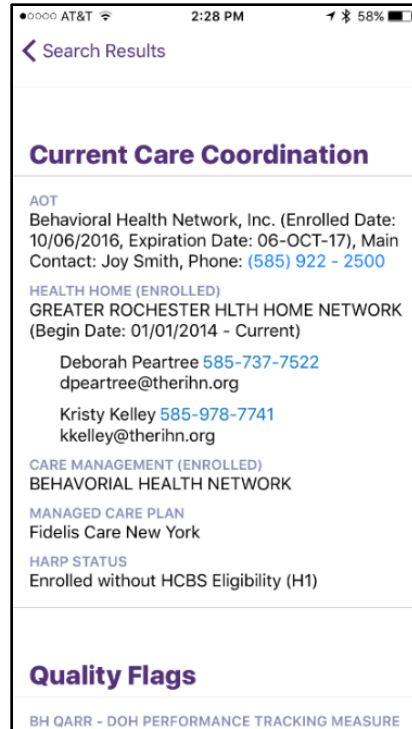 ●○○○○ AT&T 2:28 PM 58%
Search Results
Current Care Coordination
AOT
Behavioral Health Network, Inc. (Enrolled Date:
10/06/2016, Expiration Date: 06-OCT-17), Main
Contact: Joy Smith, Phone: (585) 922 - 2500
HEALTH HOME (ENROLLED)
GREATER ROCHESTER HLTH HOME NETWORK
(Begin Date: 01/01/2014 - Current)
Deborah Peartree 585-737-7522
dpeartree@therihn.org
Kristy Kelley 585-978-7741
kkelley@therihn.org
CARE MANAGEMENT (ENROLLED)
BEHAVORIAL HEALTH NETWORK
MANAGED CARE PLAN
Fidelis Care New York
HARP STATUS
Enrolled without HCBS Eligibility (H1)
Quality Flags
BH QARR - DOH PERFORMANCE TRACKING MEASURE